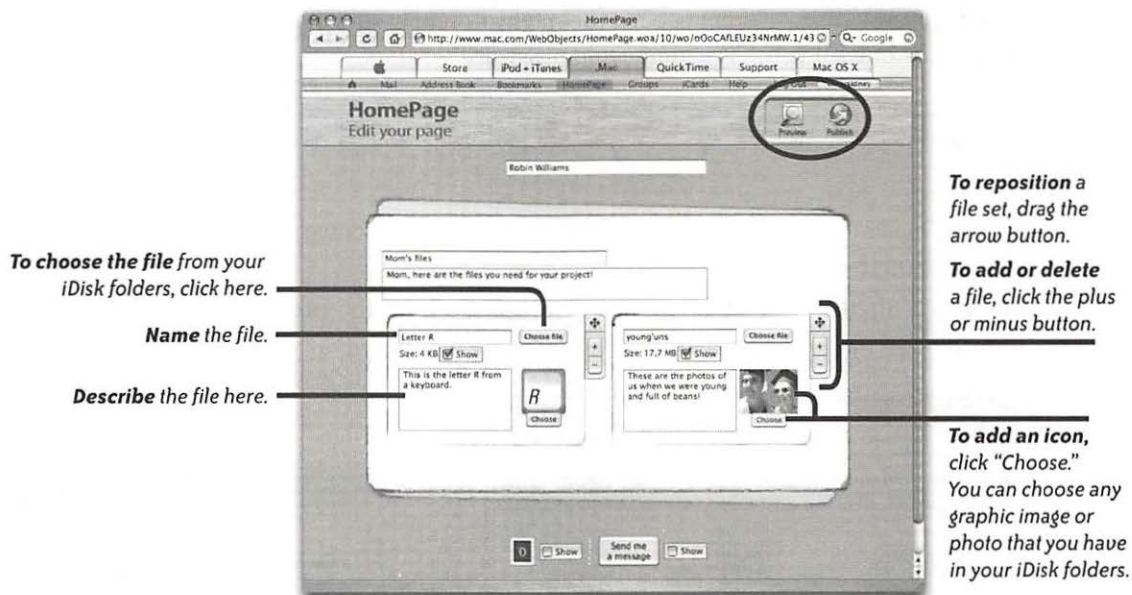 HomePage
http://www.mac.com/WebObjects/HomePage.woa/10/wo/oOoCAfLEUz34NrMW.1/43
Google
Store
iPod + iTunes
.Mac
QuickTime
Support
Mac OS X
Mail
Address Book
Bookmarks
HomePage
Groups
iCards
Help
HomePage
Edit your page
Preview
Publish
Robin Williams
Mom's files
Mom, here are the files you need for your project!
Letter R
Choose file
Size: 4 KB
Show
This is the letter R from
a keyboard.
R
Choose
young'uns
Choose file
Size: 17.7 MB
Show
These are the photos of
us when we were young
and full of beans!
Choose
0
Show
Send me
a message
Show
To choose the file from your
iDisk folders, click here.
Name the file.
Describe the file here.
To reposition a
file set, drag the
arrow button.
To add or delete
a file, click the plus
or minus button.
To add an icon,
click "Choose."
You can choose any
graphic image or
photo that you have
in your iDisk folders.